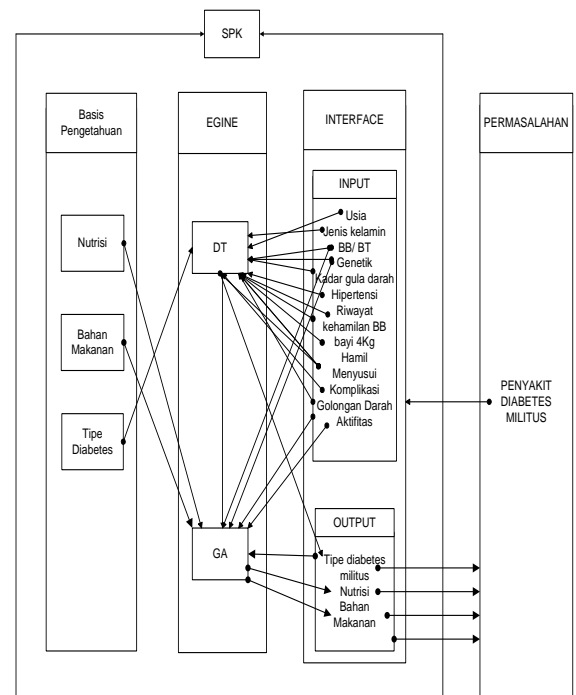 SPK
Basis
Pengetahuan
EGINE
INTERFACE
PERMASALAHAN
Nutrisi
Bahan
Makanan
Tipe
Diabetes
DT
GA
INPUT
Usia
Jenis kelamin
BB/ BT
Genetik
Kadar gula darah
Hipertensi
Riwayat
kehamilan BB
bayi 4Kg
Hamil
Menyusui
Komplikasi
Golongan Darah
Aktifitas
OUTPUT
Tipe diabetes
militus
Nutrisi
Bahan
Makanan
PENYAKIT
DIABETES
MILITUS